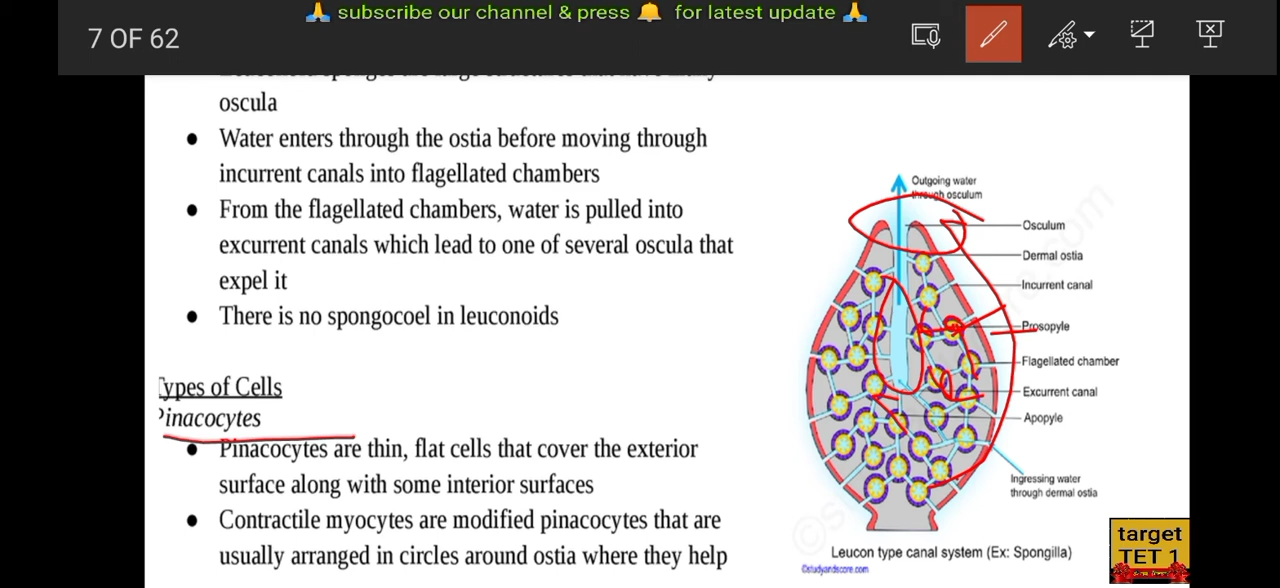 🙏 subscribe our channel & press 🔔 for latest update 🙏
7 OF 62
oscula
● Water enters through the ostia before moving through
incurrent canals into flagellated chambers
● From the flagellated chambers, water is pulled into
excurrent canals which lead to one of several oscula that
expel it
● There is no spongocoel in leuconoids
Types of Cells
Pinacocytes
● Pinacocytes are thin, flat cells that cover the exterior
surface along with some interior surfaces
● Contractile myocytes are modified pinacocytes that are
usually arranged in circles around ostia where they help
Outgoing water
through osculum
Osculum
Dermal ostia
Incurrent canal
Prosopyle
Flagellated chamber
Excurrent canal
Apopyle
Ingressing water
through dermal ostia
Leucon type canal system (Ex: Spongilla)
©studyandscore.com
target
TET 1